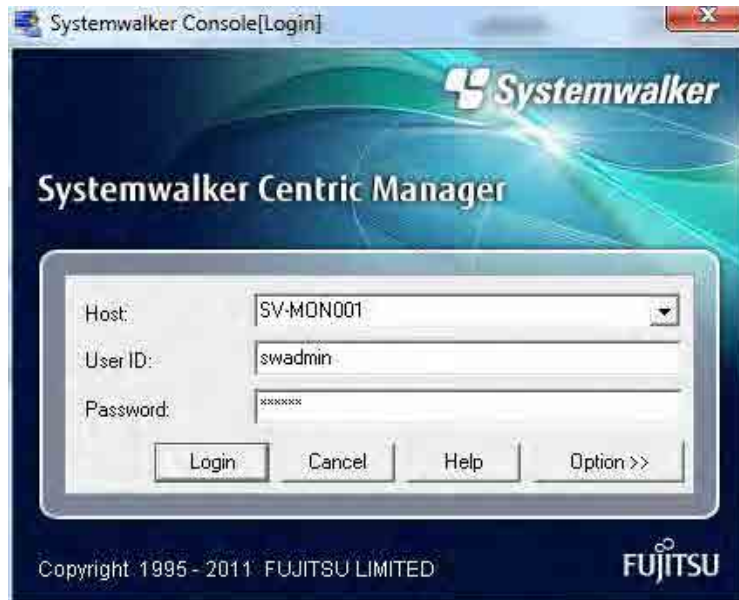 Systemwalker Console[Login]
Systemwalker
Systemwalker Centric Manager
Host: SV-MON001
User ID: swadmin
Password: ******
Login Cancel Help Option >>
Copyright 1995 - 2011 FUJITSU LIMITED
FUJITSU